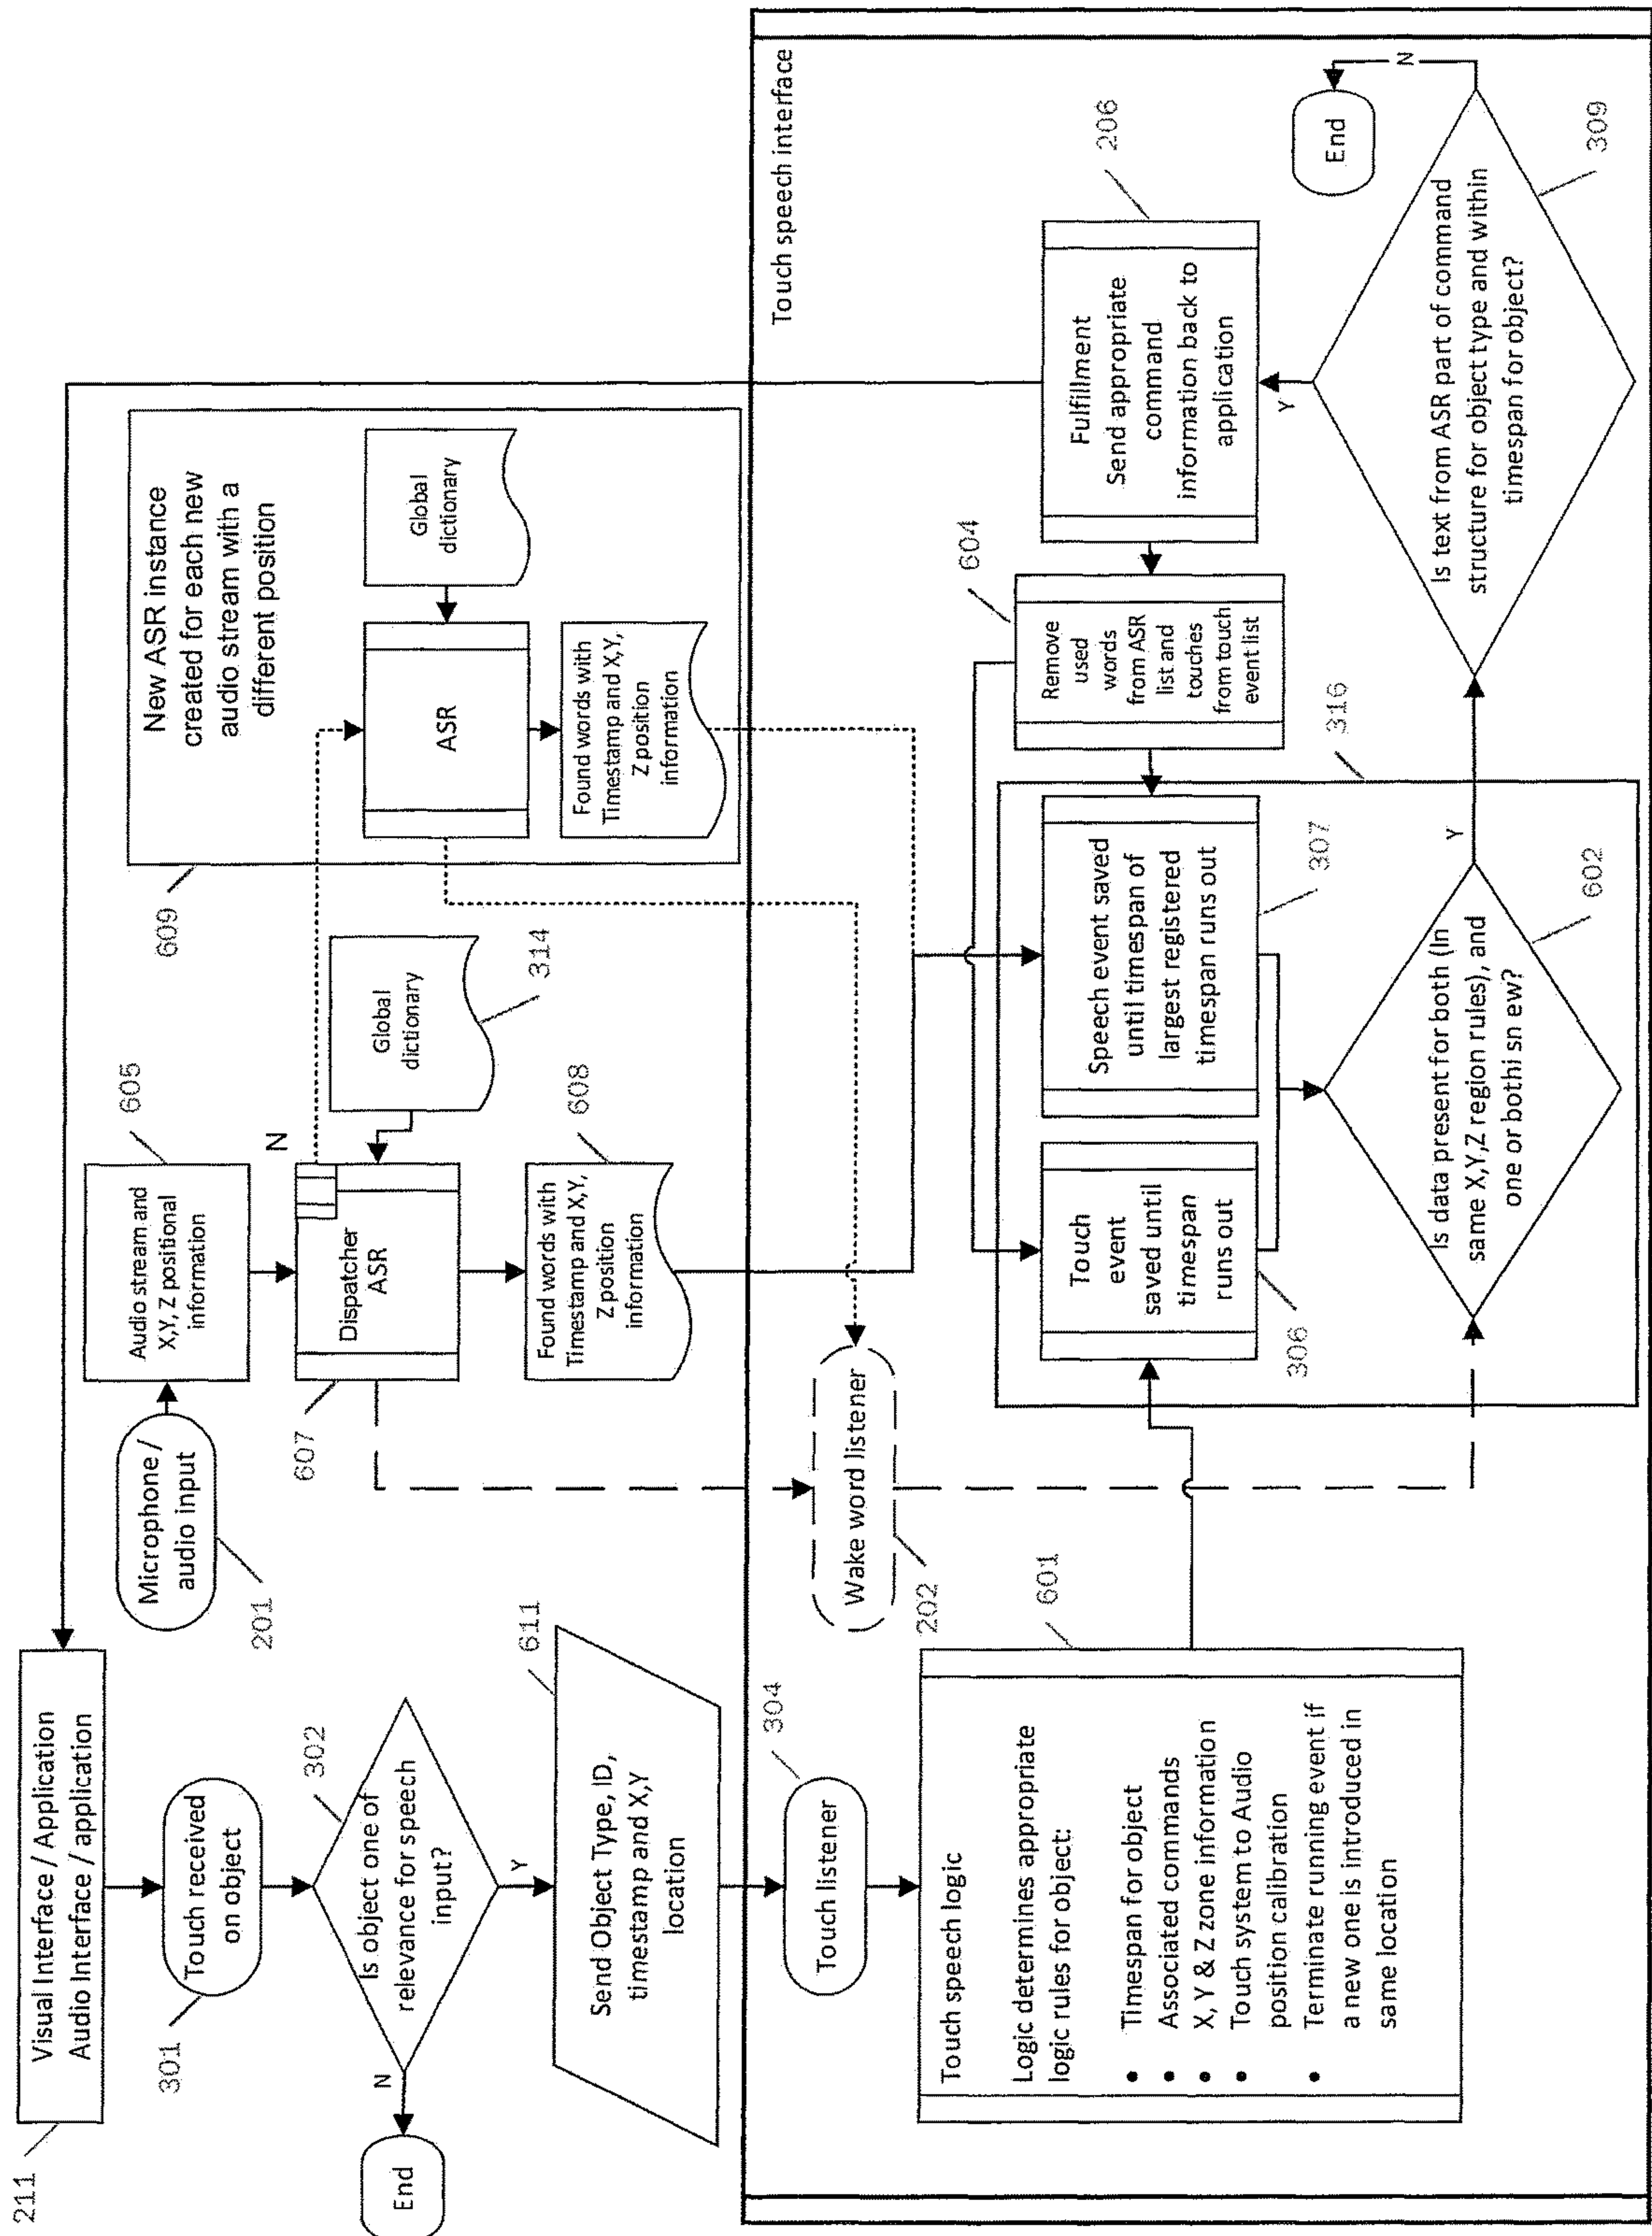 211
Visual Interface / Application
Audio Interface / application
301
Touch received
on object
302
Is object one of
relevance for speech
input?
N
End
Y
611
Send Object Type, ID,
timestamp and X,Y
location
201
Microphone /
audio input
605
Audio stream and
X,Y, Z positional
information
607
Dispatcher
ASR
N
Global
dictionary
314
608
Found words with
Timestamp and X,Y,
Z position
information
609
New ASR instance
created for each new
audio stream with a
different position
ASR
Global
dictionary
Found words with
Timestamp and X,Y,
Z position
information
Touch speech interface
304
Touch listener
Wake word listener
202
601
Touch speech logic
Logic determines appropriate
logic rules for object:
• Timespan for object
• Associated commands
• X, Y & Z zone information
• Touch system to Audio
position calibration
• Terminate running event if
a new one is introduced in
same location
Touch
event
saved until
timespan
runs out
306
Speech event saved
until timespan of
largest registered
timespan runs out
307
316
Is data present for both (In
same X,Y,Z region rules), and
one or bothi sn ew?
602
Y
604
Remove
used
words
from ASR
list and
touches
from touch
event list
Fulfillment
Send appropriate
command
information back to
application
206
Y
Is text from ASR part of command
structure for object type and within
timespan for object?
309
N
End